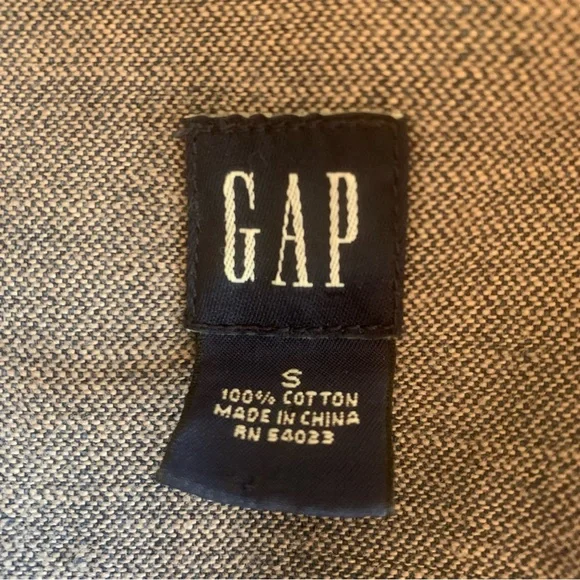 GAP
S
100% COTTON
MADE IN CHINA
RN 54023